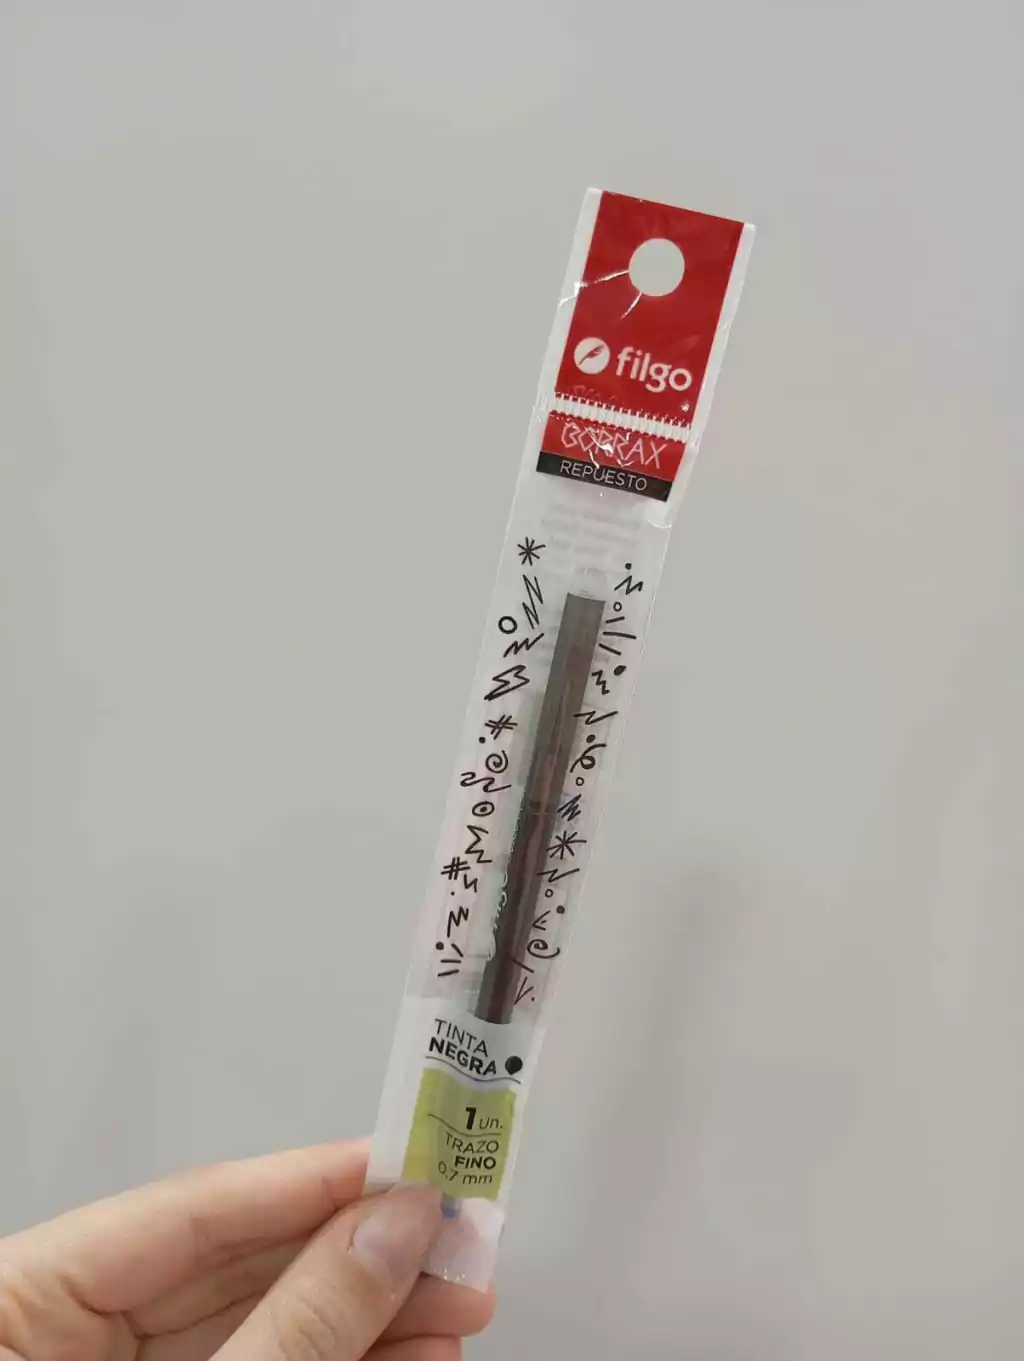 filgo
BORRAX
REPUESTO
TINTA
NEGRA
1 un.
TRAZO
FINO
0.7 mm